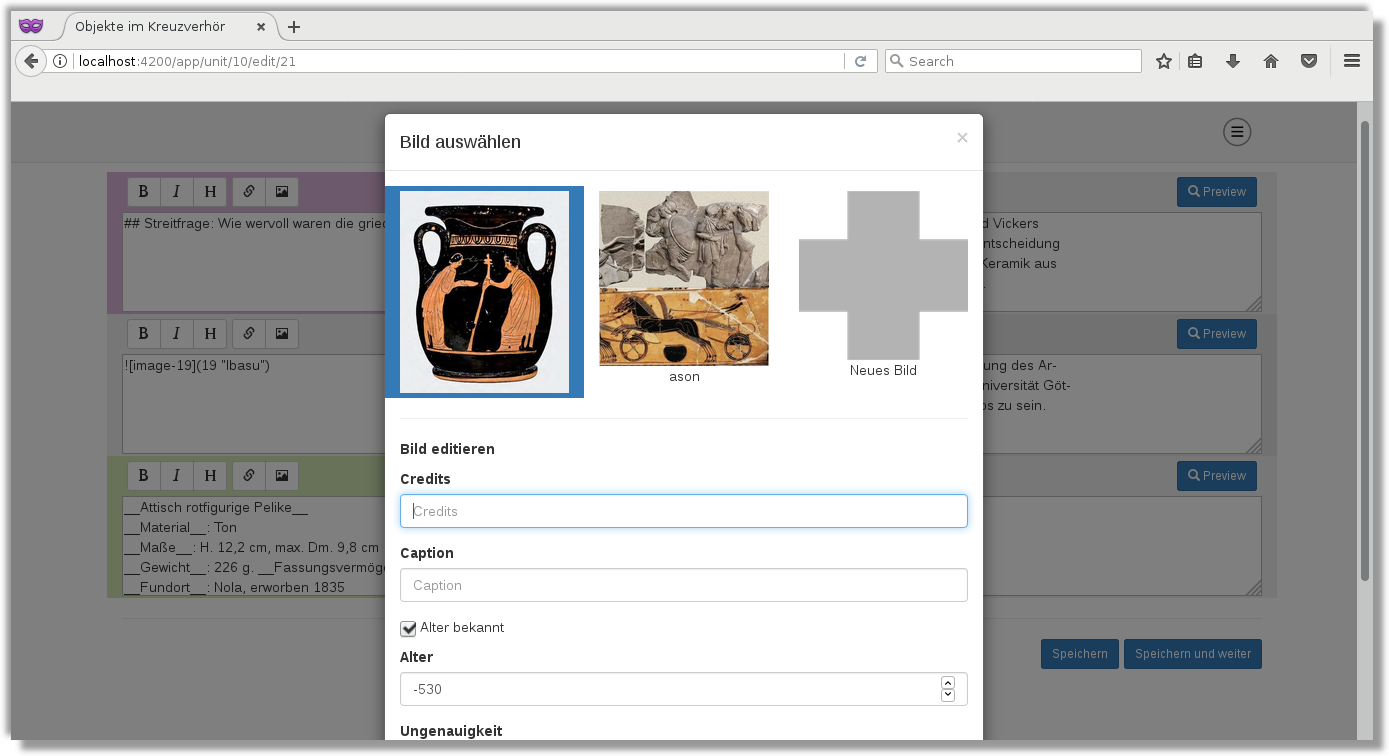 Objekte im Kreuzverhör
localhost:4200/app/unit/10/edit/21
Search
Bild auswählen
×
B I H
Preview
## Streitfrage: Wie wervoll waren die griec
d Vickers
ntscheidung
Keramik aus
ason
Neues Bild
B I H
Preview
![image-19](19 "lbasu")
ung des Ar-
niversität Göt-
os zu sein.
Bild editieren
Credits
Credits
B I H
Preview
__Attisch rotfigurige Pelike__
__Material__: Ton
__Maße__: H. 12,2 cm, max. Dm. 9,8 cm
__Gewicht__: 226 g. __Fassungsvermöge
__Fundort__: Nola, erworben 1835
Caption
Caption
Alter bekannt
Alter
-530
Speichern
Speichern und weiter
Ungenauigkeit